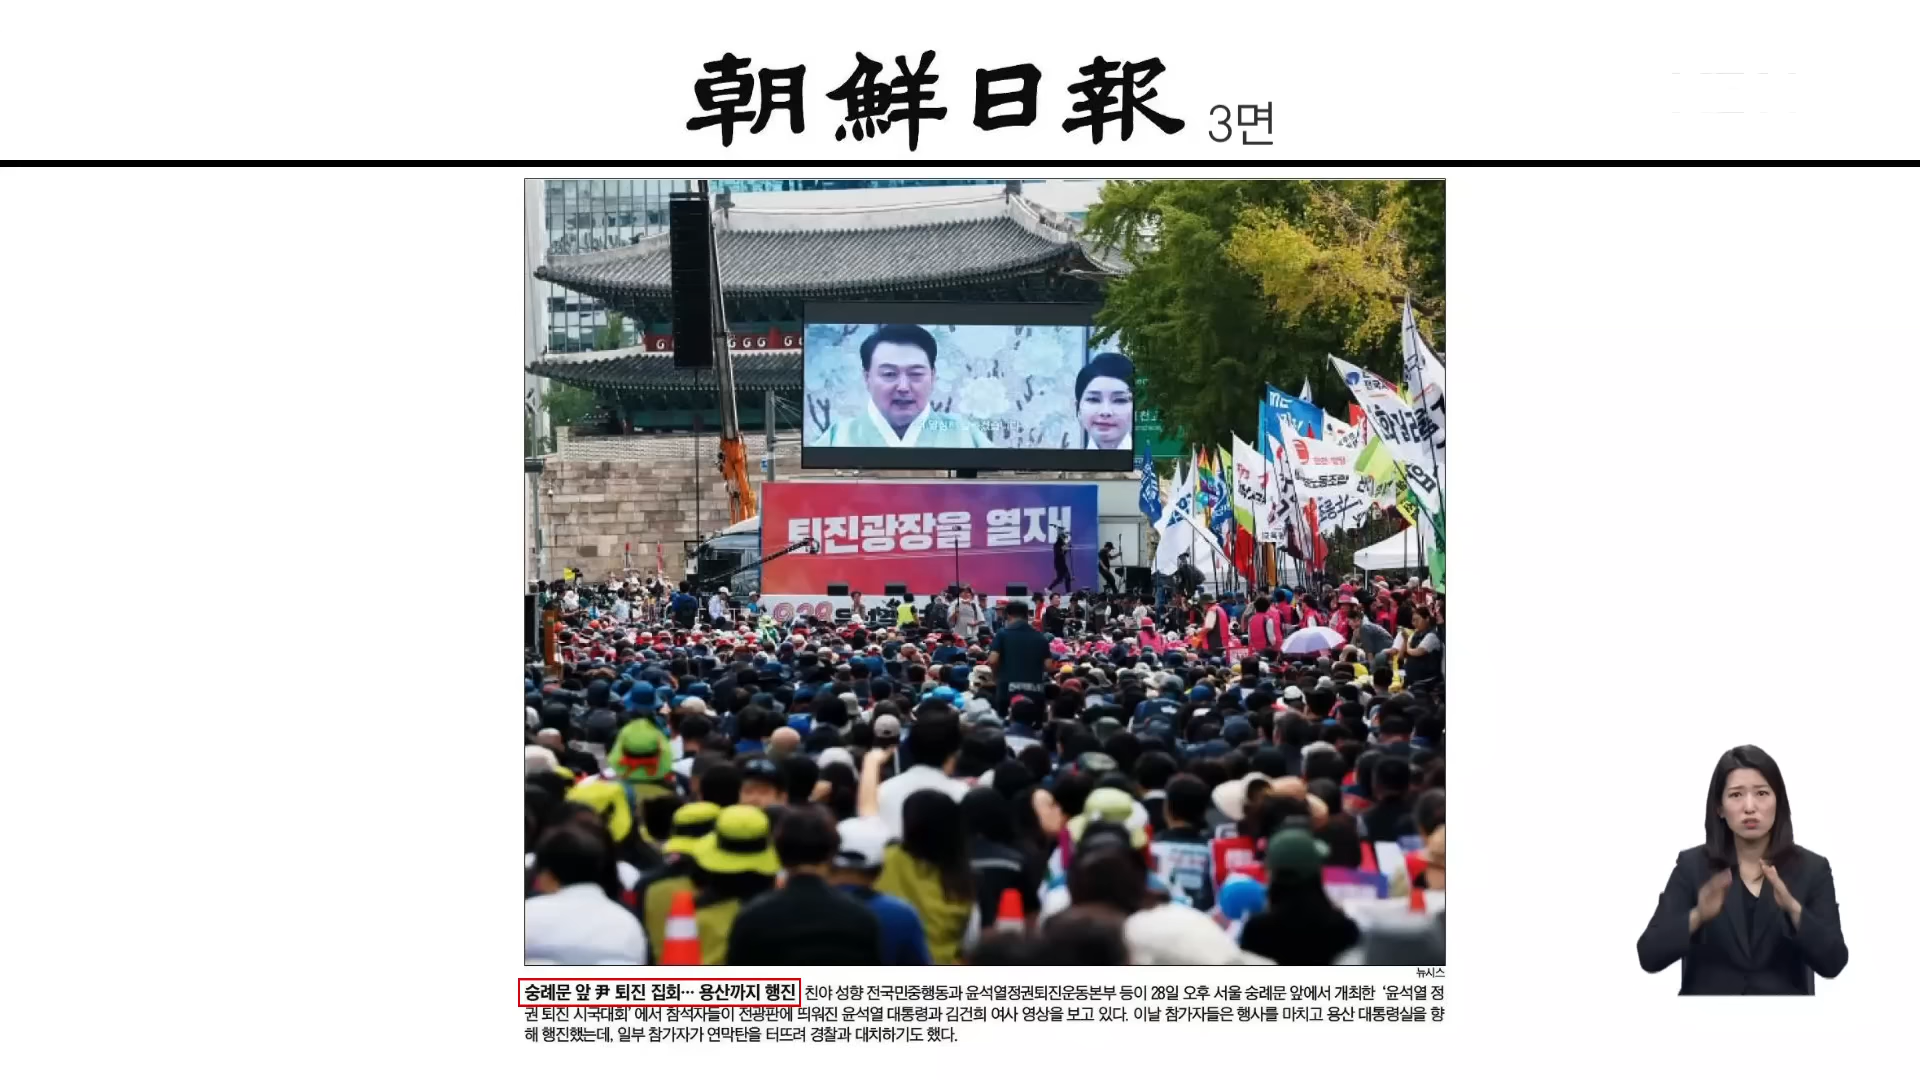 朝鮮日報 3면
퇴진광장을 열재
뉴시스
숭례문 앞 尹 퇴진 집회… 용산까지 행진 친야 성향 전국민중행동과 윤석열정권퇴진운동본부 등이 28일 오후 서울 숭례문 앞에서 개최한 ‘윤석열 정
권 퇴진 시국대회’에서 참석자들이 전광판에 띄워진 윤석열 대통령과 김건희 여사 영상을 보고 있다. 이날 참가자들은 행사를 마치고 용산 대통령실을 향
해 행진했는데, 일부 참가자가 연막탄을 터뜨려 경찰과 대치하기도 했다.